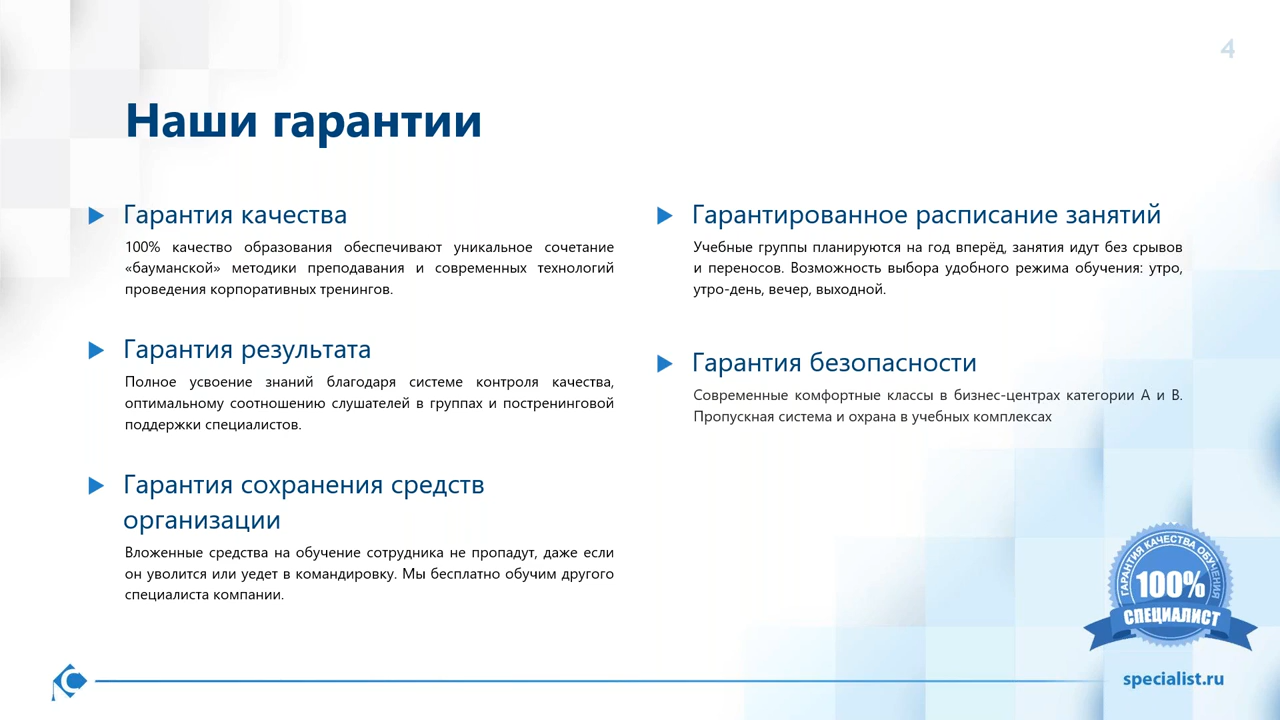 4
Наши гарантии
Гарантия качества
100% качество образования обеспечивают уникальное сочетание
«бауманской» методики преподавания и современных технологий
проведения корпоративных тренингов.
Гарантия результата
Полное усвоение знаний благодаря системе контроля качества,
оптимальному соотношению слушателей в группах и постренинговой
поддержки специалистов.
Гарантия сохранения средств
организации
Вложенные средства на обучение сотрудника не пропадут, даже если
он уволится или уедет в командировку. Мы бесплатно обучим другого
специалиста компании.
Гарантированное расписание занятий
Учебные группы планируются на год вперёд, занятия идут без срывов
и переносов. Возможность выбора удобного режима обучения: утро,
утро-день, вечер, выходной.
Гарантия безопасности
Современные комфортные классы в бизнес-центрах категории А и В.
Пропускная система и охрана в учебных комплексах
ГАРАНТИЯ КАЧЕСТВА ОБУЧЕНИЯ
100%
СПЕЦИАЛИСТ
specialist.ru